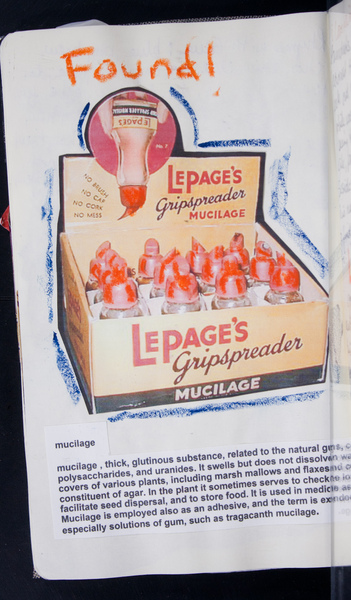 Found!
LEPAGE'S
No. 7
NO BRUSH
NO CAP
NO CORK
NO MESS
LEPAGE'S
Gripspreader
MUCILAGE
LEPAGE'S
Gripspreader
MUCILAGE
mucilage
mucilage , thick, glutinous substance, related to the natural
polysaccharides, and uranides. It swells but does not dissolve
covers of various plants, including marsh mallows and flaxes
constituent of agar. In the plant it sometimes serves to check
facilitate seed dispersal, and to store food. It is used in medicine
Mucilage is employed also as an adhesive, and the term is
especially solutions of gum, such as tragacanth mucilage.